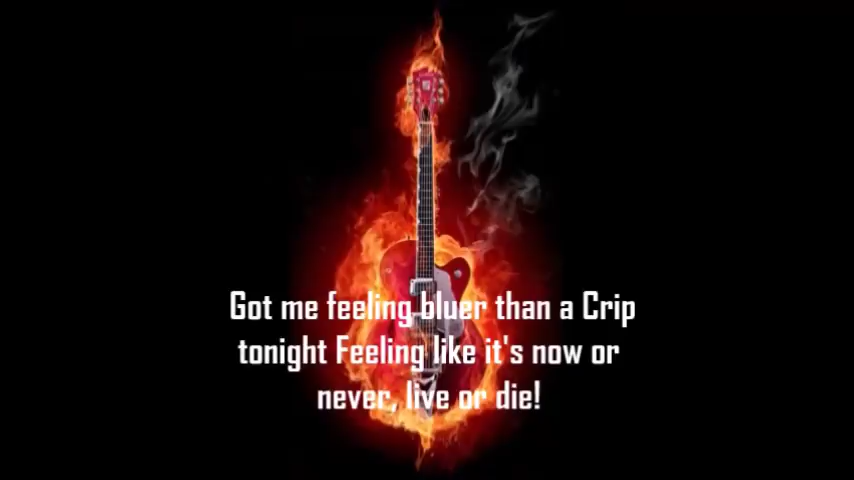 Got me feeling bluer than a Crip
tonight Feeling like it's now or
never, live or die!